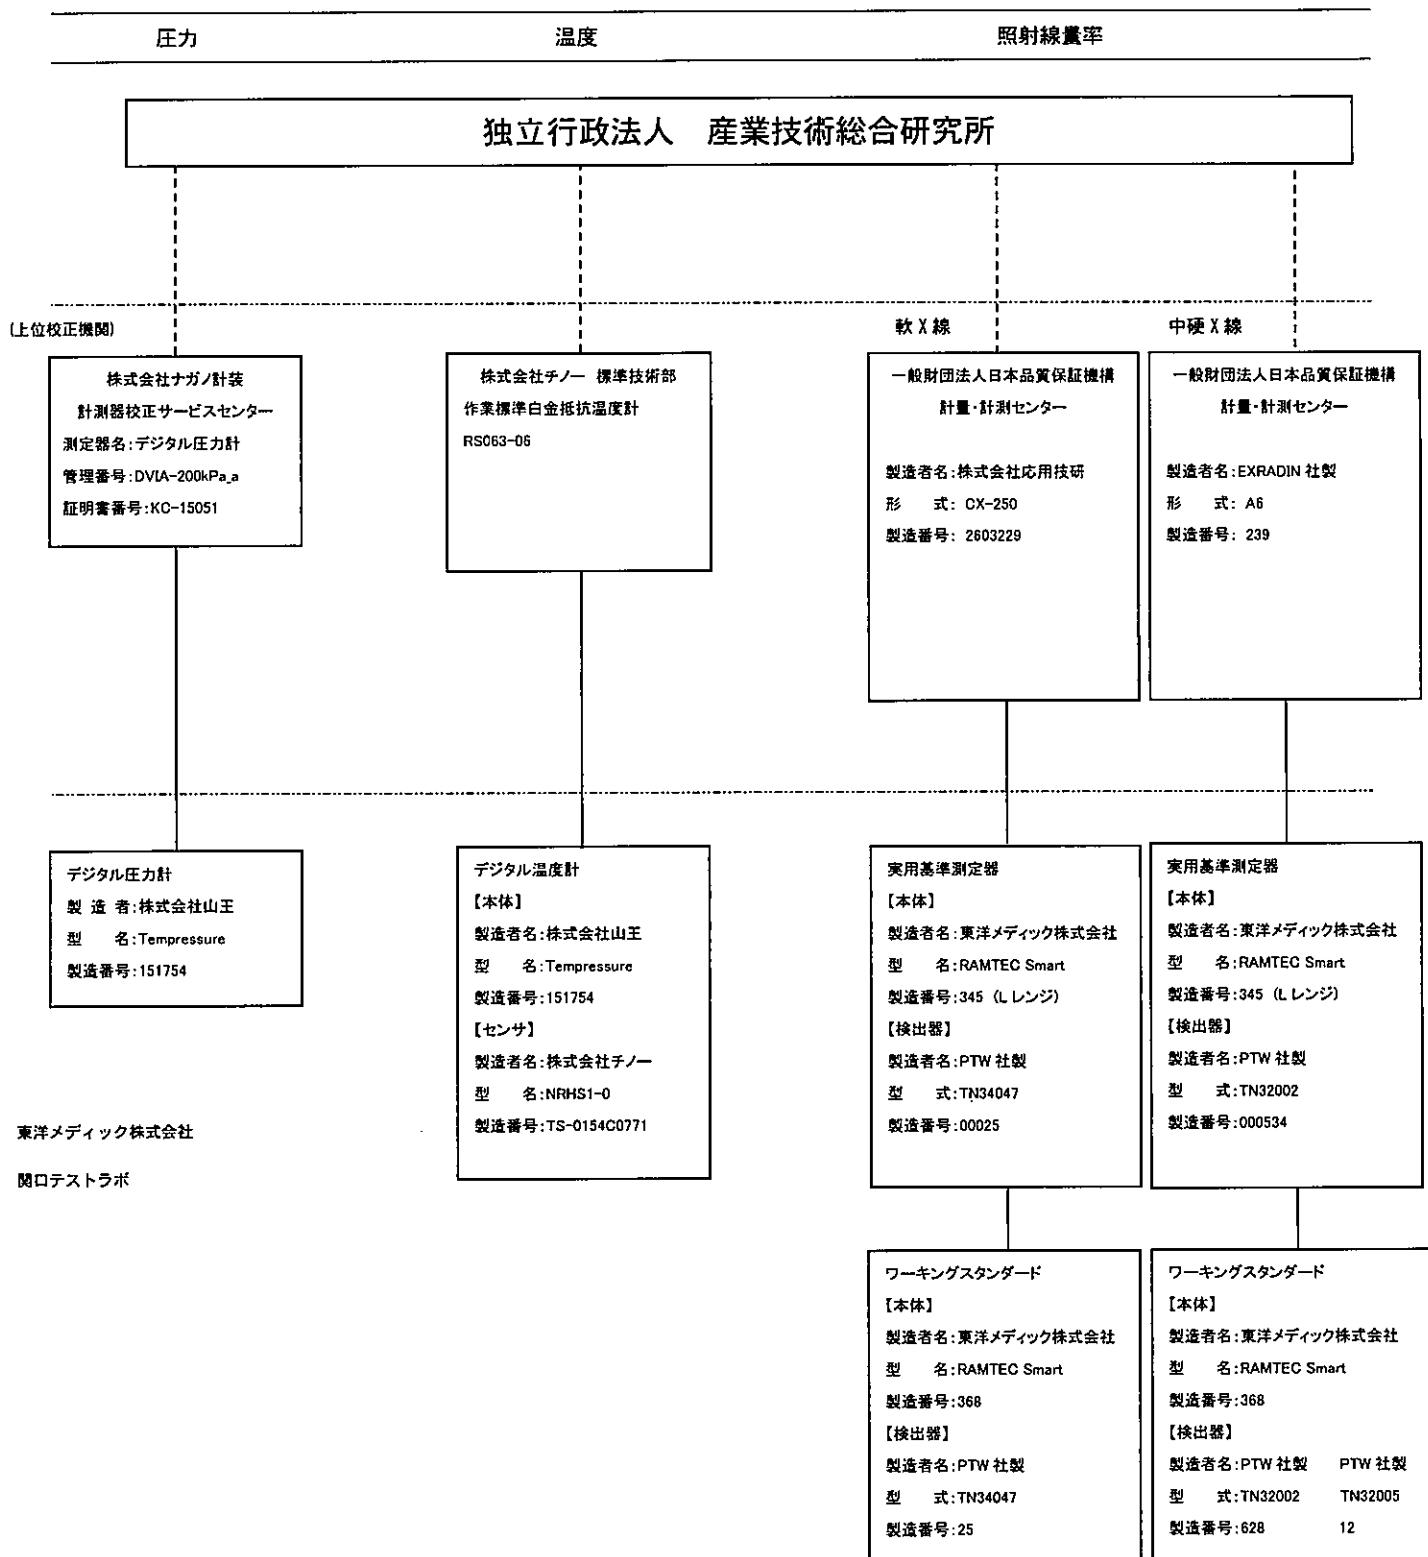 圧力
温度
照射線量率
独立行政法人　産業技術総合研究所
(上位校正機関)
株式会社ナガノ計装
計測器校正サービスセンター
測定器名:デジタル圧力計
管理番号:DVIA-200kPa_a
証明書番号:KC-15051
株式会社チノー 標準技術部
作業標準白金抵抗温度計
RS063-06
軟X線
一般財団法人日本品質保証機構
計量・計測センター
製造者名:株式会社応用技研
形　式: CX-250
製造番号: 2603229
中硬X線
一般財団法人日本品質保証機構
計量・計測センター
製造者名:EXRADIN 社製
形　式: A6
製造番号: 239
デジタル圧力計
製 造 者:株式会社山王
型　　名:Tempressure
製造番号:151754
デジタル温度計
【本体】
製造者名:株式会社山王
型　　名:Tempressure
製造番号:151754
【センサ】
製造者名:株式会社チノー
型　　名:NRHS1-0
製造番号:TS-0154C0771
実用基準測定器
【本体】
製造者名:東洋メディック株式会社
型　　名:RAMTEC Smart
製造番号:345 (L レンジ)
【検出器】
製造者名:PTW 社製
型　　式:TN34047
製造番号:00025
実用基準測定器
【本体】
製造者名:東洋メディック株式会社
型　　名:RAMTEC Smart
製造番号:345 (L レンジ)
【検出器】
製造者名:PTW 社製
型　　式:TN32002
製造番号:000534
東洋メディック株式会社
関口テストラボ
ワーキングスタンダード
【本体】
製造者名:東洋メディック株式会社
型　　名:RAMTEC Smart
製造番号:368
【検出器】
製造者名:PTW 社製
型　　式:TN34047
製造番号:25
ワーキングスタンダード
【本体】
製造者名:東洋メディック株式会社
型　　名:RAMTEC Smart
製造番号:368
【検出器】
製造者名:PTW 社製　　PTW 社製
型　　式:TN32002　　TN32005
製造番号:628　　12